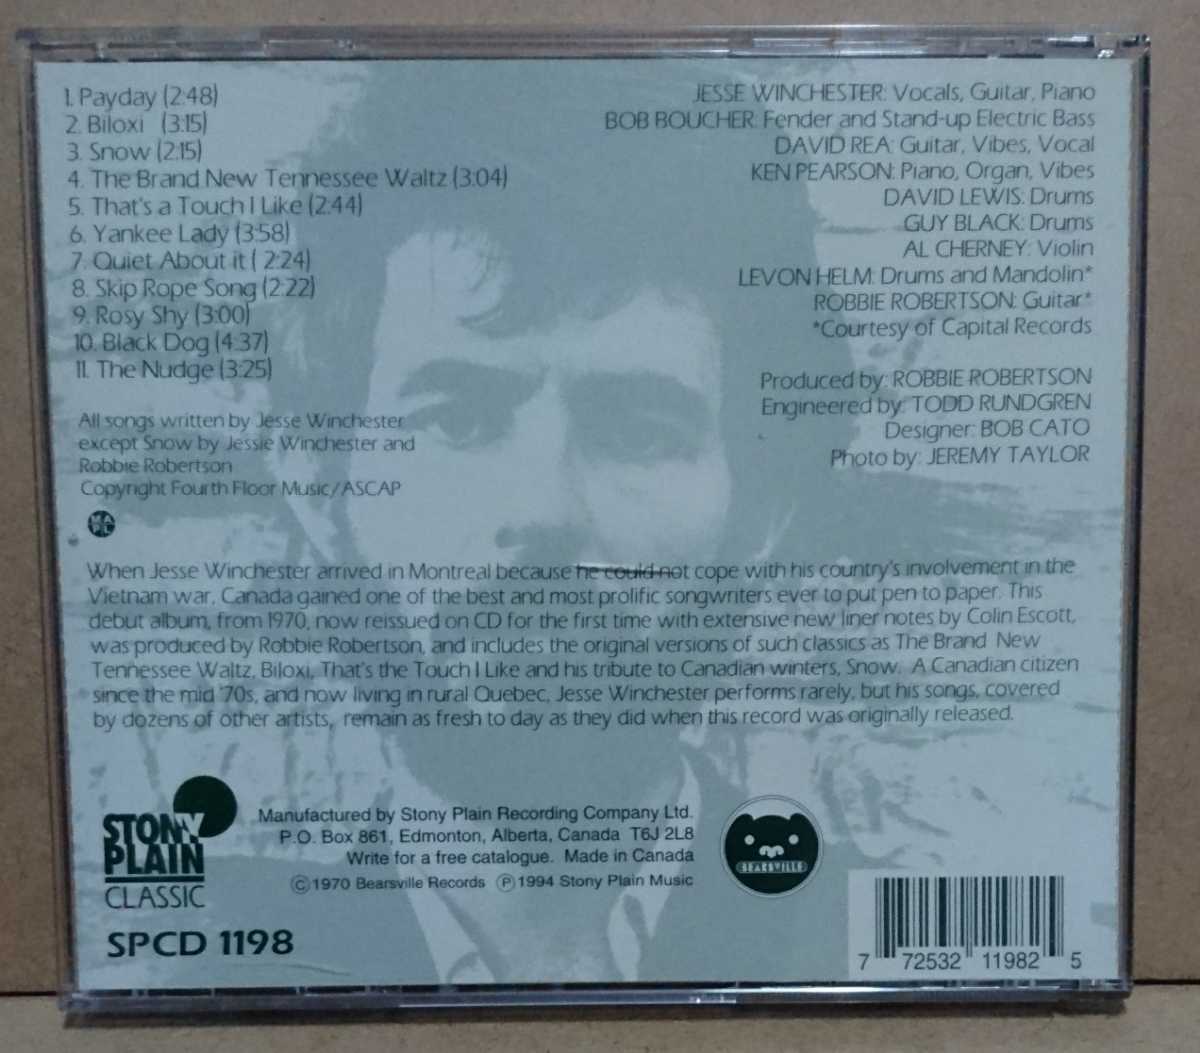 1. Payday (2:48)
2. Biloxi (3:15)
3. Snow (2:15)
4. The Brand New Tennessee Waltz (3:04)
5. That's a Touch I Like (2:44)
6. Yankee Lady (3:58)
7. Quiet About it ( 2:24)
8. Skip Rope Song (2:22)
9. Rosy Shy (3:00)
10. Black Dog (4:37)
11. The Nudge (3:25)
All songs written by Jesse Winchester
except Snow by Jessie Winchester and
Robbie Robertson
Copyright Fourth Floor Music/ASCAP
MA
PL
JESSE WINCHESTER: Vocals, Guitar, Piano
BOB BOUCHER: Fender and Stand-up Electric Bass
DAVID REA: Guitar, Vibes, Vocal
KEN PEARSON: Piano, Organ, Vibes
DAVID LEWIS: Drums
GUY BLACK: Drums
AL CHERNEY: Violin
LEVON HELM: Drums and Mandolin*
ROBBIE ROBERTSON: Guitar*
*Courtesy of Capital Records
Produced by: ROBBIE ROBERTSON
Engineered by: TODD RUNDGREN
Designer: BOB CATO
Photo by: JEREMY TAYLOR
When Jesse Winchester arrived in Montreal because he could not cope with his country's involvement in the
Vietnam war, Canada gained one of the best and most prolific songwriters ever to put pen to paper. This
debut album, from 1970, now reissued on CD for the first time with extensive new liner notes by Colin Escott,
was produced by Robbie Robertson, and includes the original versions of such classics as The Brand New
Tennessee Waltz, Biloxi, That's the Touch I Like and his tribute to Canadian winters, Snow. A Canadian citizen
since the mid '70s, and now living in rural Quebec, Jesse Winchester performs rarely, but his songs, covered
by dozens of other artists, remain as fresh to day as they did when this record was originally released.
STONY
PLAIN
CLASSIC
SPCD 1198
Manufactured by Stony Plain Recording Company Ltd.
P.O. Box 861, Edmonton, Alberta, Canada T6J 2L8
Write for a free catalogue. Made in Canada
Ⓒ1970 Bearsville Records Ⓟ1994 Stony Plain Music
BEARSVILLE
7 72532 11982 5